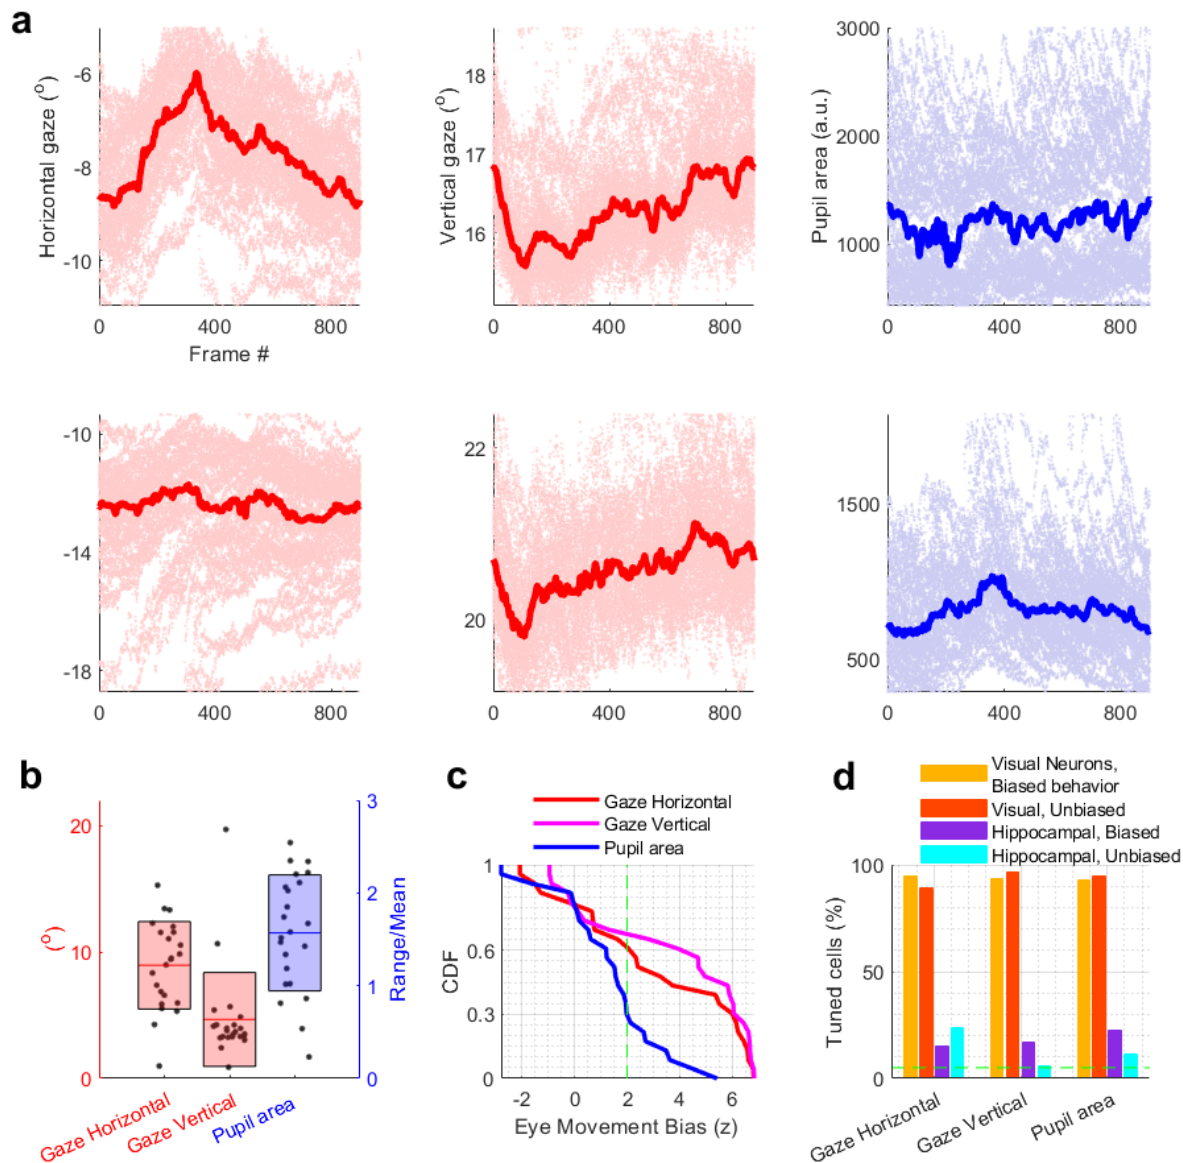 a
Horizontal gaze (°)
-6
-8
-10
0
400
800
Frame #
Vertical gaze (°)
18
17
16
0
400
800
Pupil area (a.u.)
3000
2000
1000
0
400
800
-10
-14
-18
0
400
800
22
20
0
400
800
1500
500
0
400
800
b
(°)
20
10
0
3
2
1
0
Range/Mean
Gaze Horizontal
Gaze Vertical
Pupil area
c
Gaze Horizontal
Gaze Vertical
Pupil area
CDF
1
0.6
0.3
0
-2
0
2
4
6
Eye Movement Bias (z)
d
Visual Neurons,
Biased behavior
Visual, Unbiased
Hippocampal, Biased
Hippocampal, Unbiased
Tuned cells (%)
100
50
0
Gaze Horizontal
Gaze Vertical
Pupil area